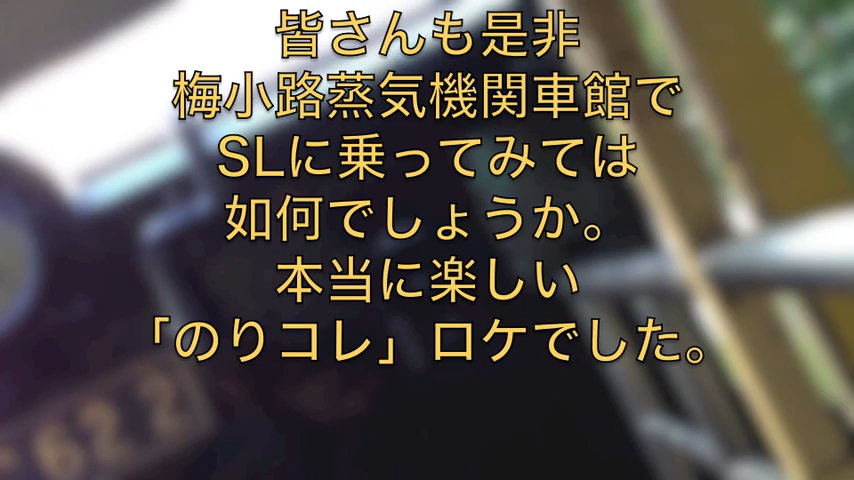 皆さんも是非
梅小路蒸気機関車館で
SLに乗ってみては
如何でしょうか。
本当に楽しい
「のりコレ」ロケでした。
622